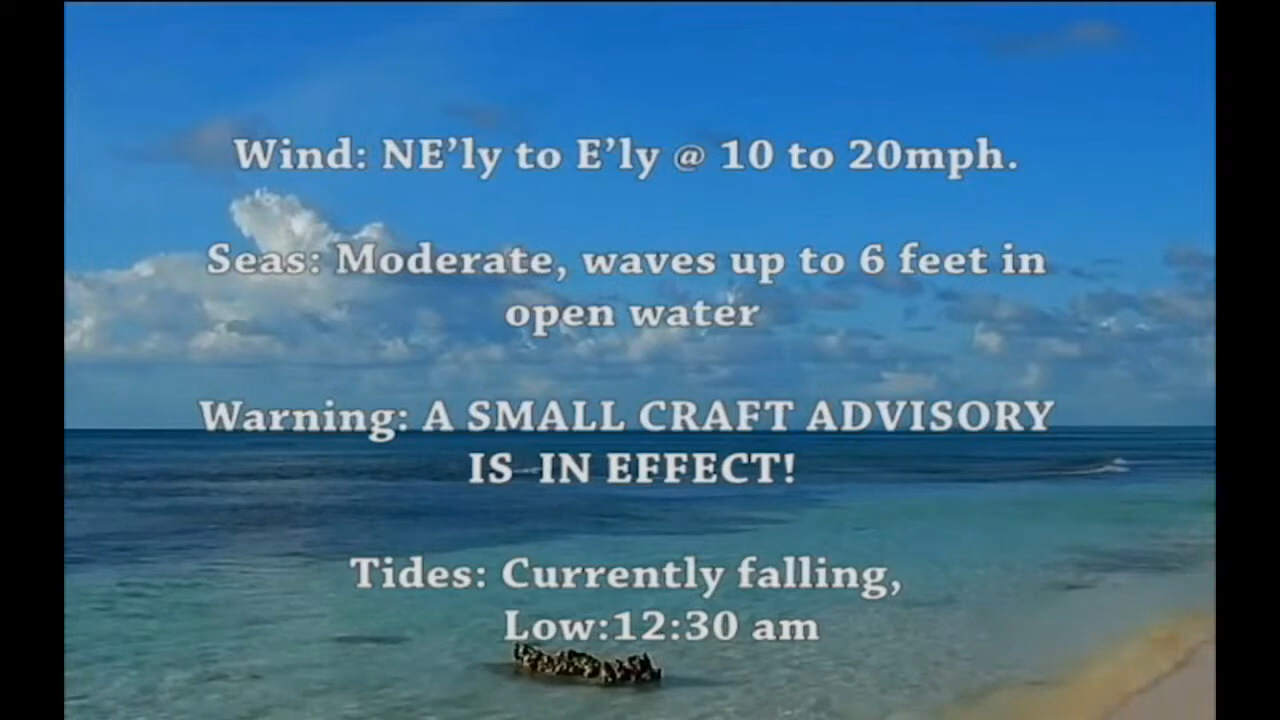 Wind: NE’ly to E’ly @ 10 to 20mph.
Seas: Moderate, waves up to 6 feet in
open water
Warning: A SMALL CRAFT ADVISORY
IS IN EFFECT!
Tides: Currently falling,
Low:12:30 am